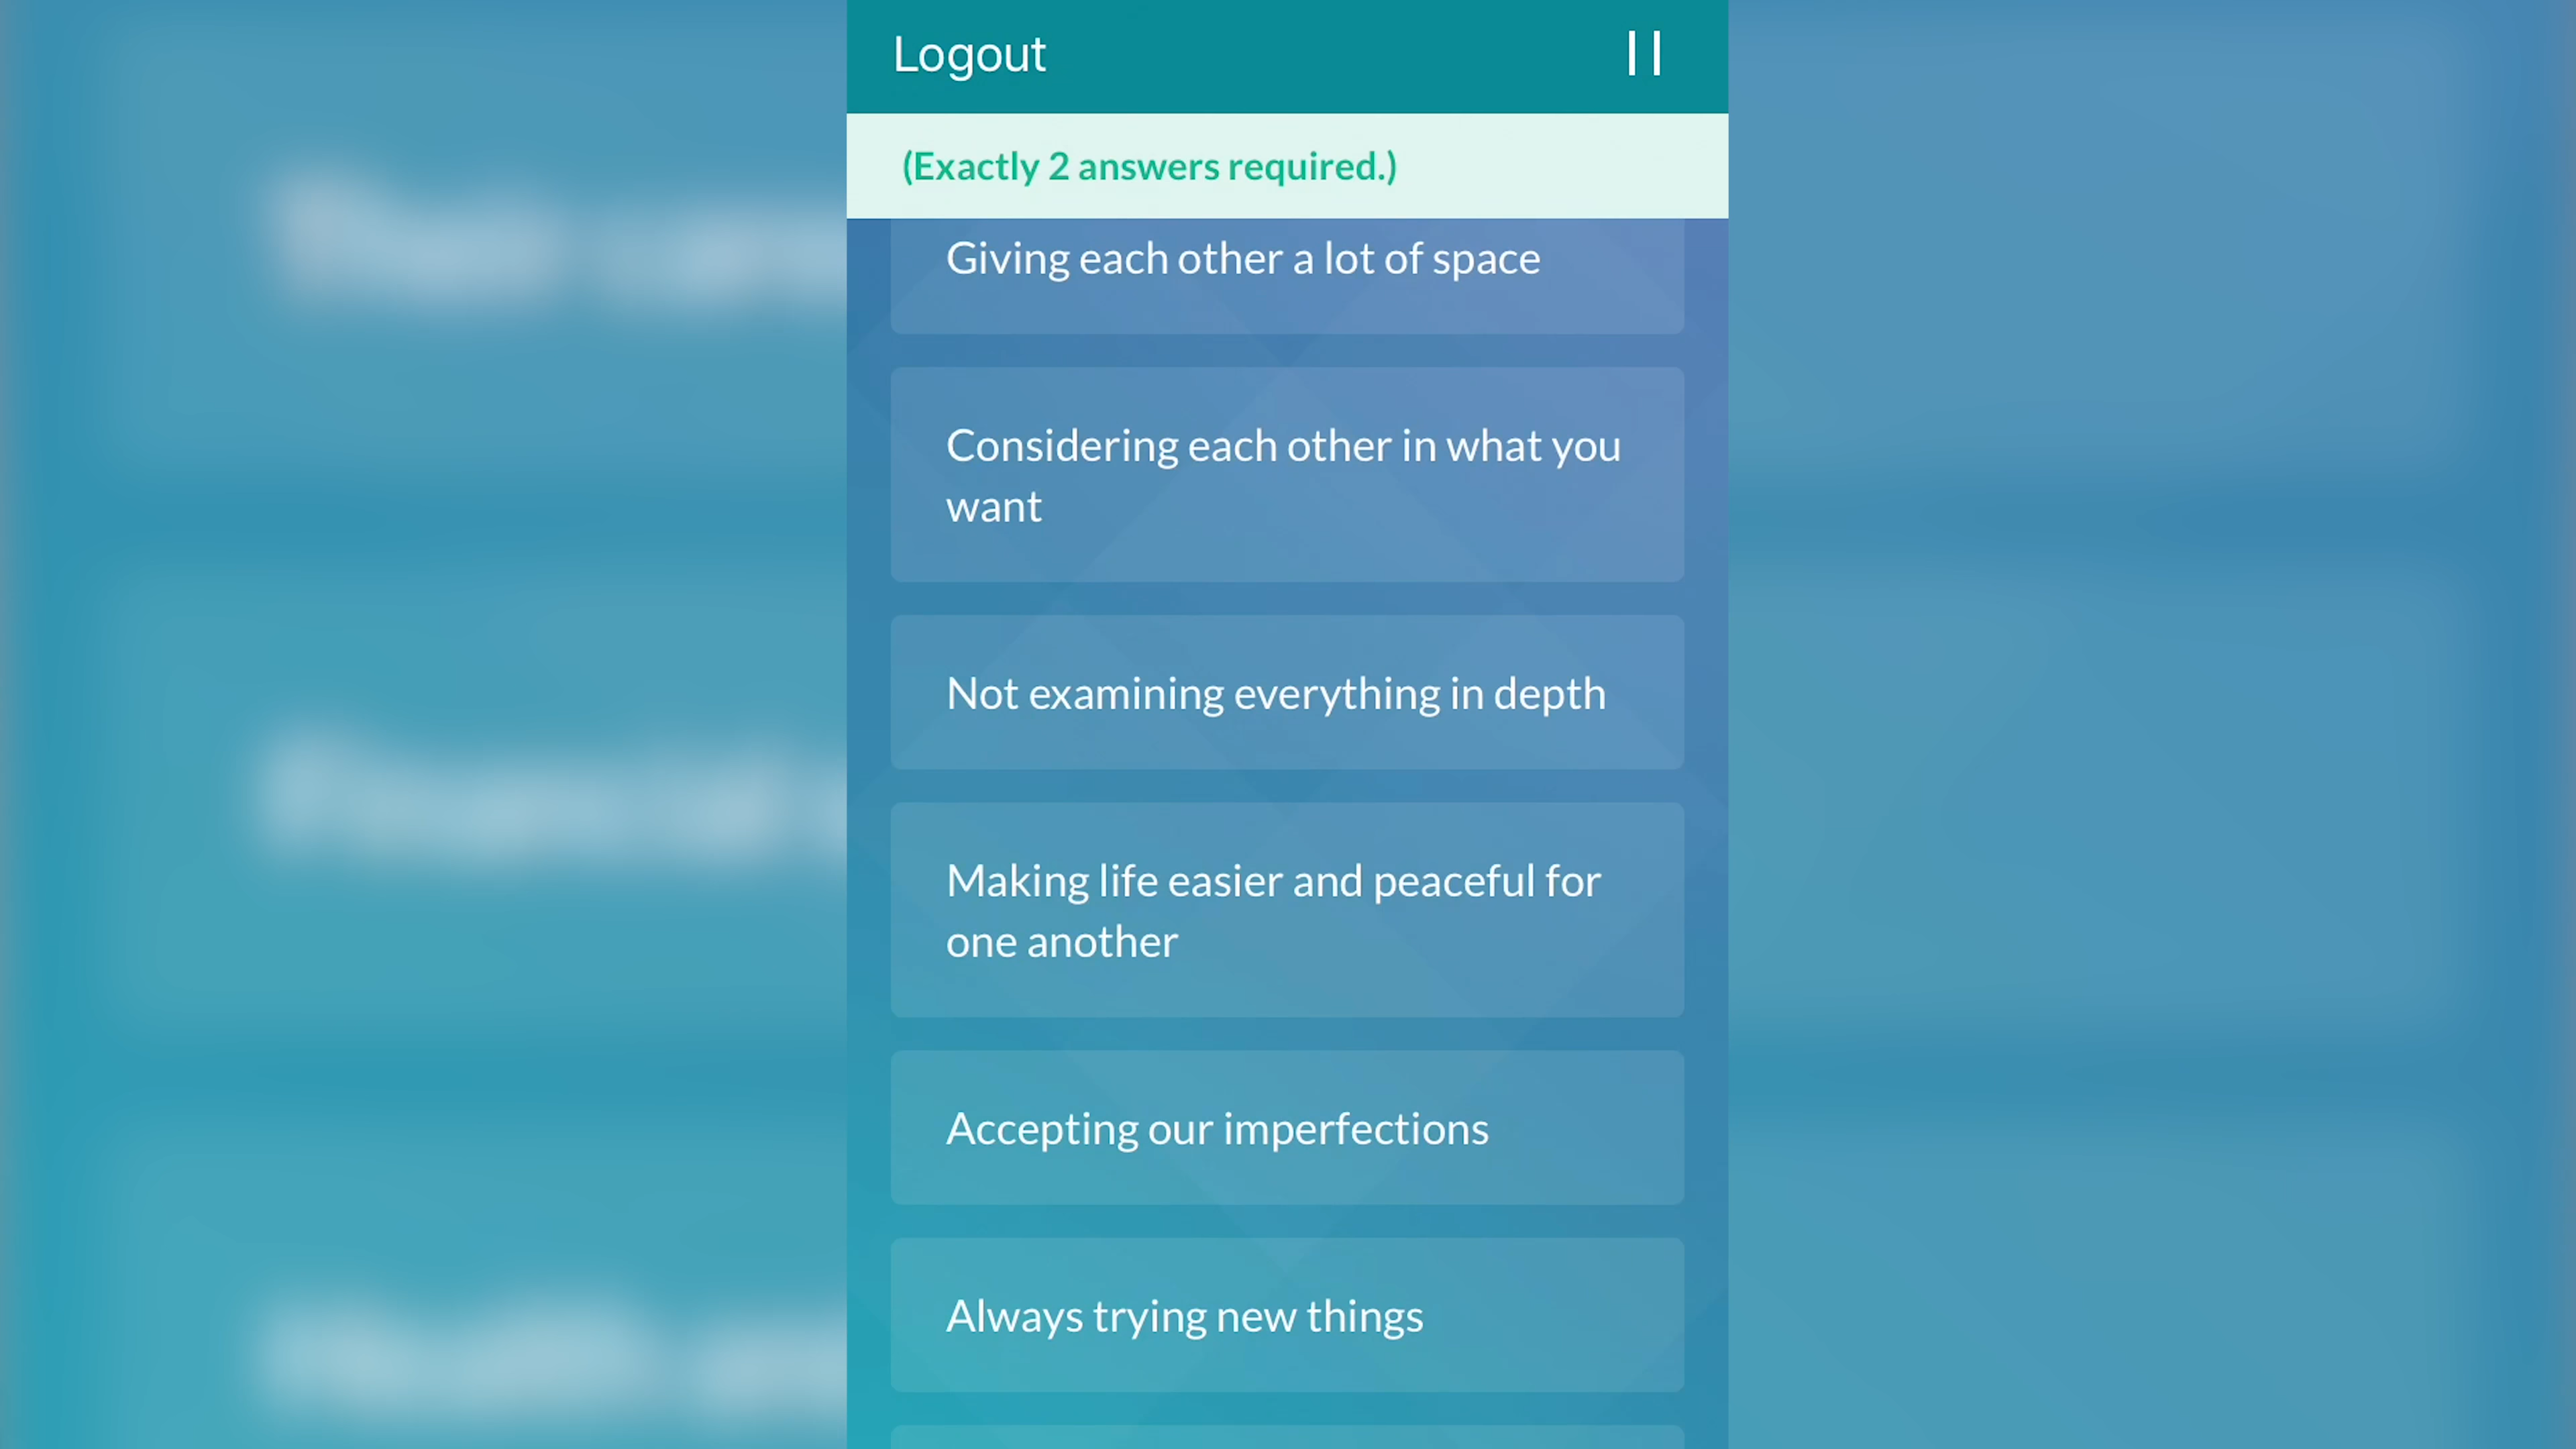 Logout
(Exactly 2 answers required.)
Giving each other a lot of space
Considering each other in what you
want
Not examining everything in depth
Making life easier and peaceful for
one another
Accepting our imperfections
Always trying new things